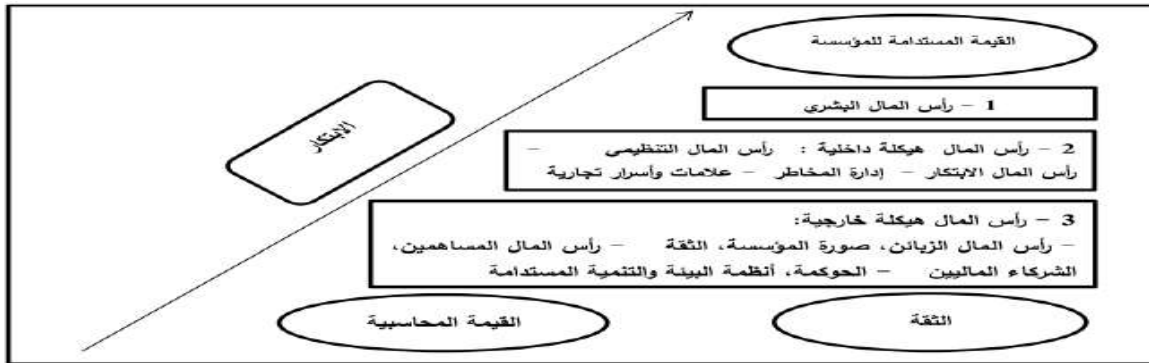 القيمة المستدامة للمؤسسة
1 – رأس المال البشري
الابتكار
2 – رأس المال هيكلة داخلية : رأس المال التنظيمي –
رأس المال الابتكار – إدارة المخاطر – علامات وأسرار تجارية
3 – رأس المال هيكلة خارجية:
– رأس المال الزبائن، صورة المؤسسة، الثقة – رأس المال المساهمين،
الشركاء الماليين – الحوكمة، أنظمة البيئة والتنمية المستدامة
الثقة
القيمة المحاسبية